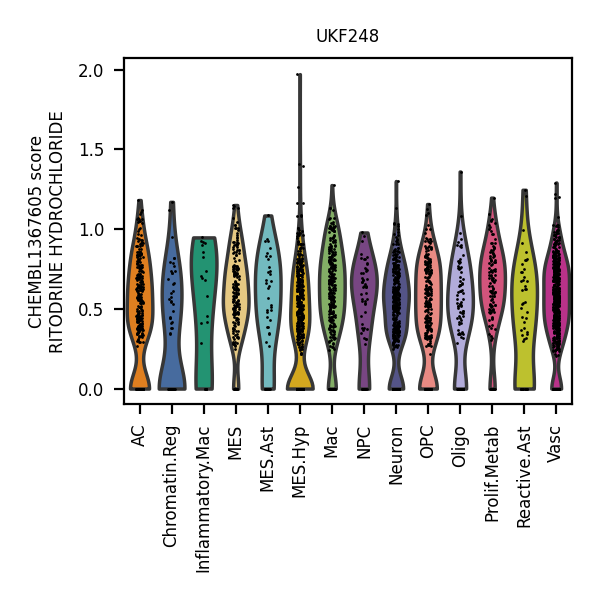 UKF248
CHEMBL1367605 score
RITODRINE HYDROCHLORIDE
2.0
1.5
1.0
0.5
0.0
AC
Chromatin.Reg
Inflammatory.Mac
MES
MES.Ast
MES.Hyp
Mac
NPC
Neuron
OPC
Oligo
Prolif.Metab
Reactive.Ast
Vasc